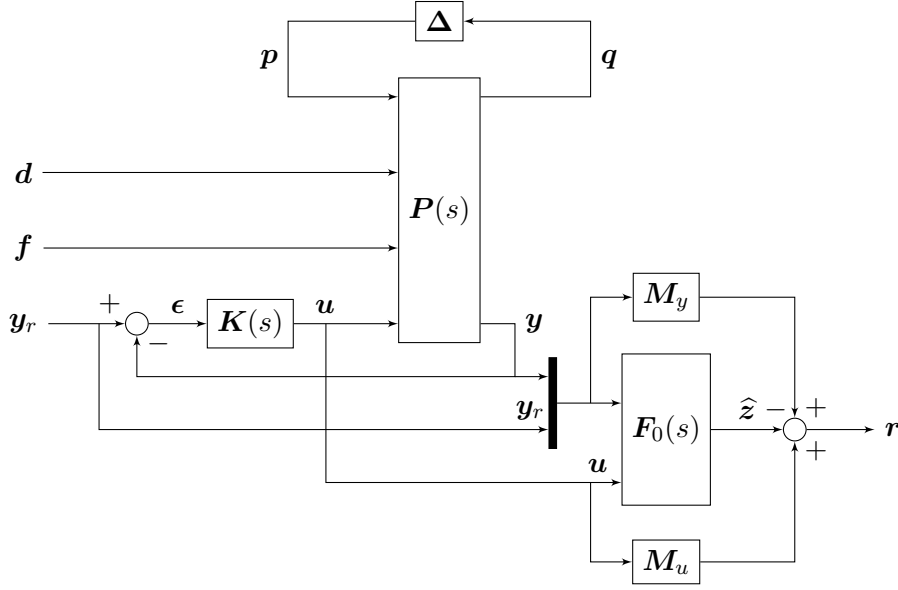 Δ
p
q
d
P(s)
f
M_y
+ ϵ u
y_r K(s) y
−
y_r ẑ − +
F_0(s) r
u +
M_u